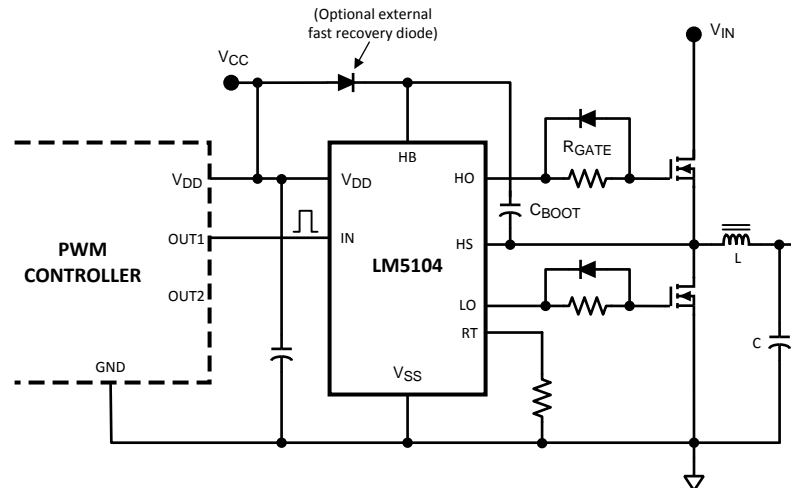 (Optional external
fast recovery diode)
VCC
VIN
HB
RGATE
VDD
VDD
HO
CBOOT
OUT1
IN
PWM
CONTROLLER
LM5104
HS
L
OUT2
LO
RT
C
GND
VSS